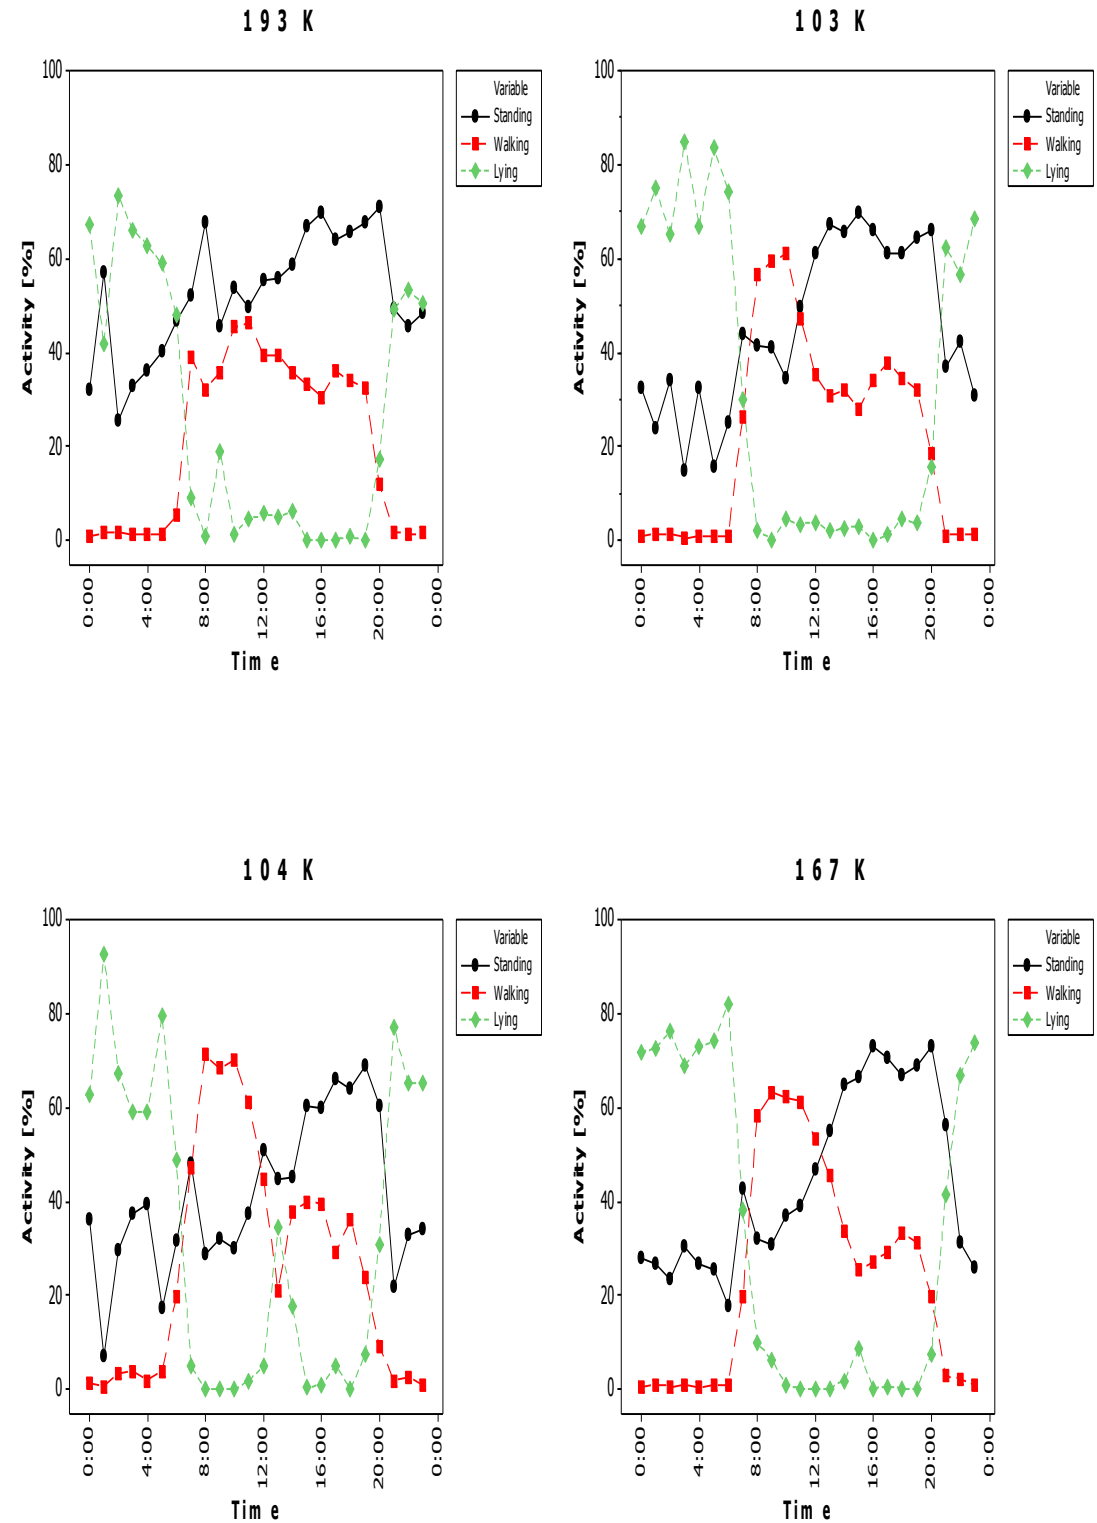 193 K
100
80
60
40
20
0
Activity [%]
0:00
4:00
8:00
12:00
16:00
20:00
0:00
Time
Variable
Standing
Walking
Lying
103 K
100
80
60
40
20
0
Activity [%]
0:00
4:00
8:00
12:00
16:00
20:00
0:00
Time
Variable
Standing
Walking
Lying
104 K
100
80
60
40
20
0
Activity [%]
0:00
4:00
8:00
12:00
16:00
20:00
0:00
Time
Variable
Standing
Walking
Lying
167 K
100
80
60
40
20
0
Activity [%]
0:00
4:00
8:00
12:00
16:00
20:00
0:00
Time
Variable
Standing
Walking
Lying